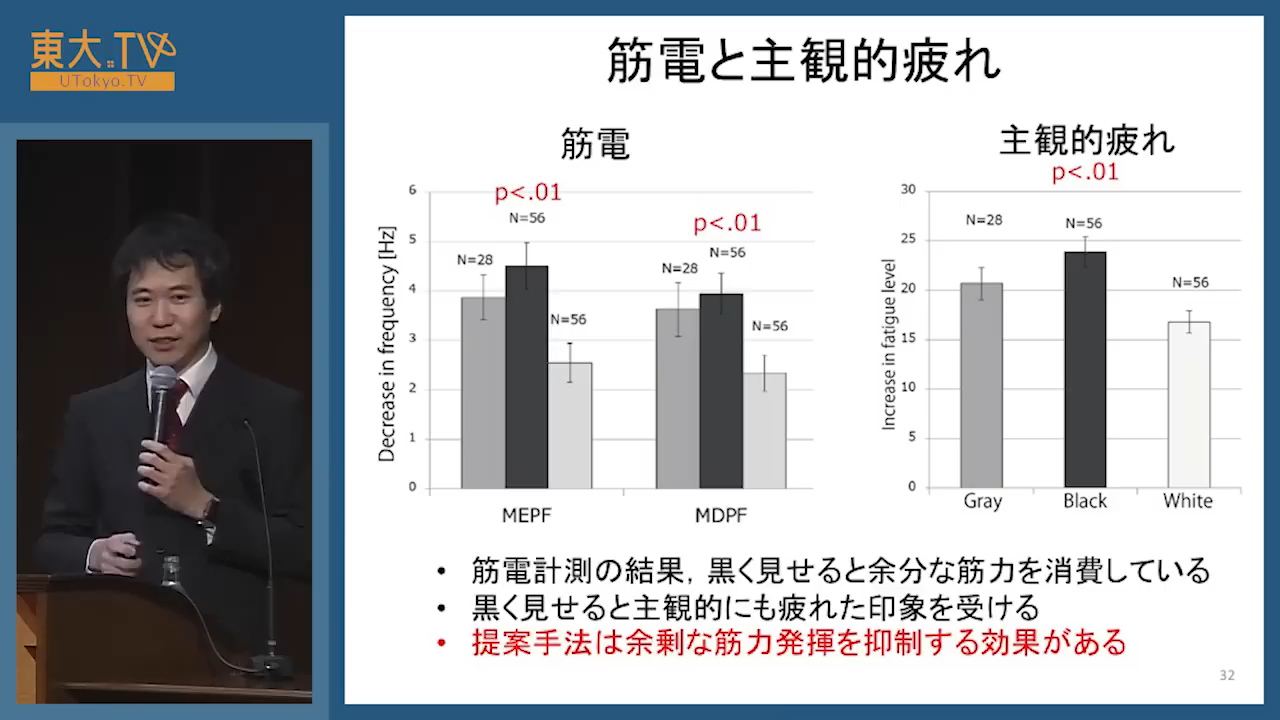 東大.TV
UTokyo.TV
筋電と主観的疲れ
筋電
p<.01
N=56
N=28
N=56
p<.01
N=56
N=28
N=56
Decrease in frequency [Hz]
6
5
4
3
2
1
0
MEPF
MDPF
主観的疲れ
p<.01
N=28
N=56
N=56
Increase in fatigue level
30
25
20
15
10
5
0
Gray
Black
White
• 筋電計測の結果，黒く見せると余分な筋力を消費している
• 黒く見せると主観的にも疲れた印象を受ける
• 提案手法は余剰な筋力発揮を抑制する効果がある
32